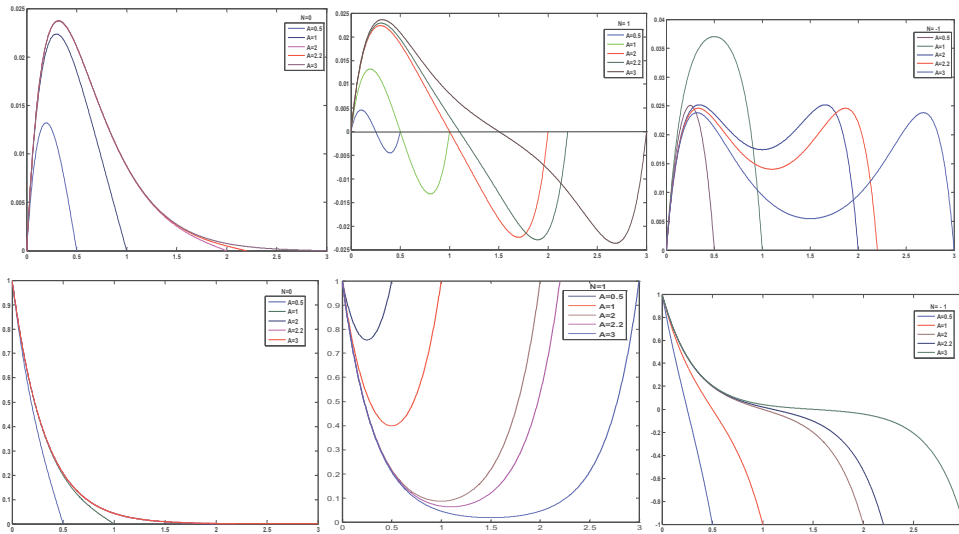 N=0
A=0.5
A=1
A=2
A=2.2
A=3
0.025
0.02
0.015
0.01
0.005
0
0 0.5 1 1.5 2 2.5 3
N= 1
A=0.5
A=1
A=2
A=2.2
A=3
0.025
0.02
0.015
0.01
0.005
0
-0.005
-0.01
-0.015
-0.02
-0.025
0 0.5 1 1.5 2 2.5 3
N= -1
A=0.5
A=1
A=2
A=2.2
A=3
0.04
0.035
0.03
0.025
0.02
0.015
0.01
0.005
0
0 0.5 1 1.5 2 2.5 3
N=0
A=0.5
A=1
A=2
A=2.2
A=3
1
0.9
0.8
0.7
0.6
0.5
0.4
0.3
0.2
0.1
0
0 0.5 1 1.5 2 2.5 3
N=1
A=0.5
A=1
A=2
A=2.2
A=3
1
0.9
0.8
0.7
0.6
0.5
0.4
0.3
0.2
0.1
0
0 0.5 1 1.5 2 2.5 3
N= - 1
A=0.5
A=1
A=2
A=2.2
A=3
1
0.8
0.6
0.4
0.2
0
-0.2
-0.4
-0.6
-0.8
-1
0 0.5 1 1.5 2 2.5